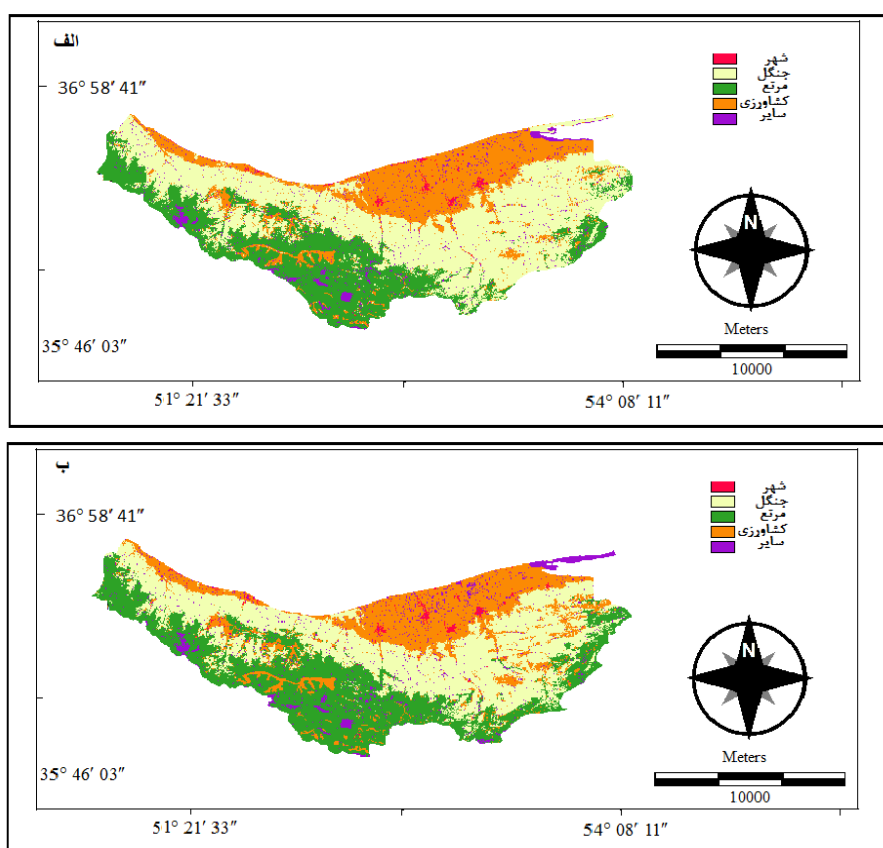 الف
شهر
جنگل
مرتع
کشاورزی
سایر
36° 58′ 41″
N
Meters
10000
35° 46′ 03″
51° 21′ 33″
54° 08′ 11″
ب
شهر
جنگل
مرتع
کشاورزی
سایر
36° 58′ 41″
N
Meters
10000
35° 46′ 03″
51° 21′ 33″
54° 08′ 11″